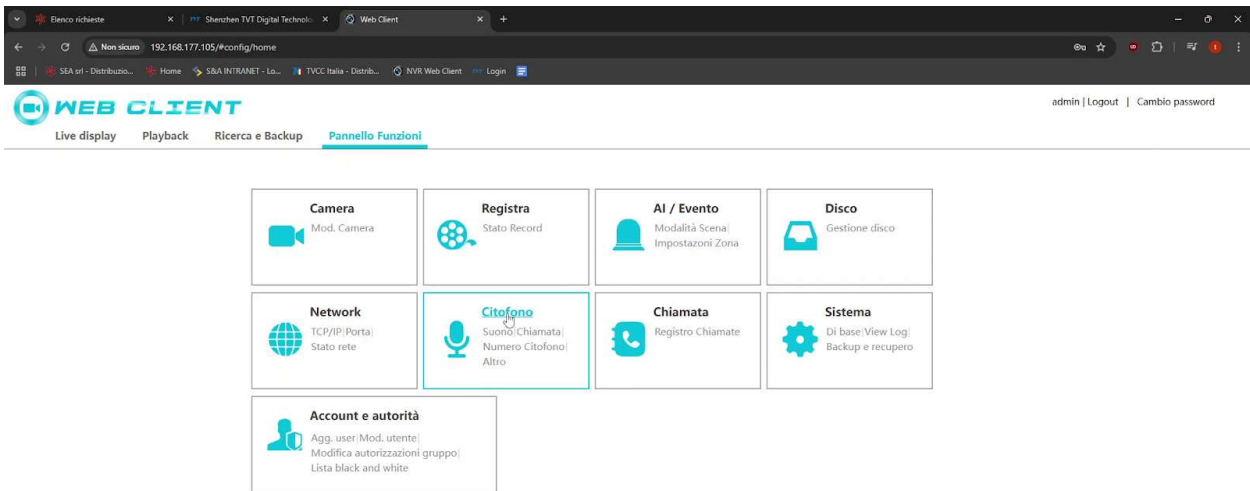 Elenco richieste
Shenzhen TVT Digital Technolo
Web Client
Non sicuro 192.168.177.105/#config/home
SEA srl - Distribuzio... Home S&A INTRANET - Lo... TVCC Italia - Distrib... NVR Web Client TVT Login
WEB CLIENT
admin | Logout | Cambio password
Live display Playback Ricerca e Backup Pannello Funzioni
Camera
Mod. Camera
Registra
Stato Record
AI / Evento
Modalità Scena|
Impostazoni Zona
Disco
Gestione disco
Network
TCP/IP|Porta|
Stato rete
Citofono
Suono|Chiamata|
Numero Citofono|
Altro
Chiamata
Registro Chiamate
Sistema
Di base|View Log|
Backup e recupero
Account e autorità
Agg. user|Mod. utente|
Modifica autorizzazioni gruppo|
Lista black and white